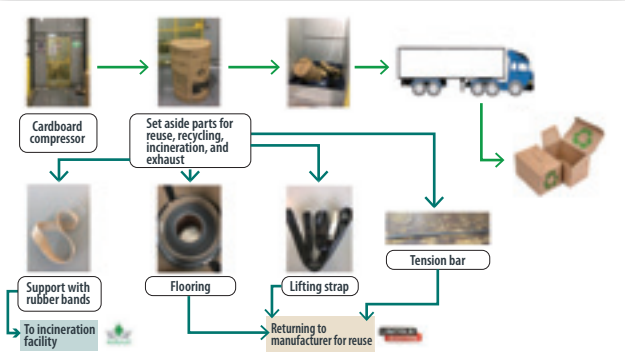 Cardboard
compressor
Set aside parts for
reuse, recycling,
incineration, and
exhaust
Support with
rubber bands
Flooring
Lifting strap
Tension bar
To incineration
facility
Returning to
manufacturer for reuse